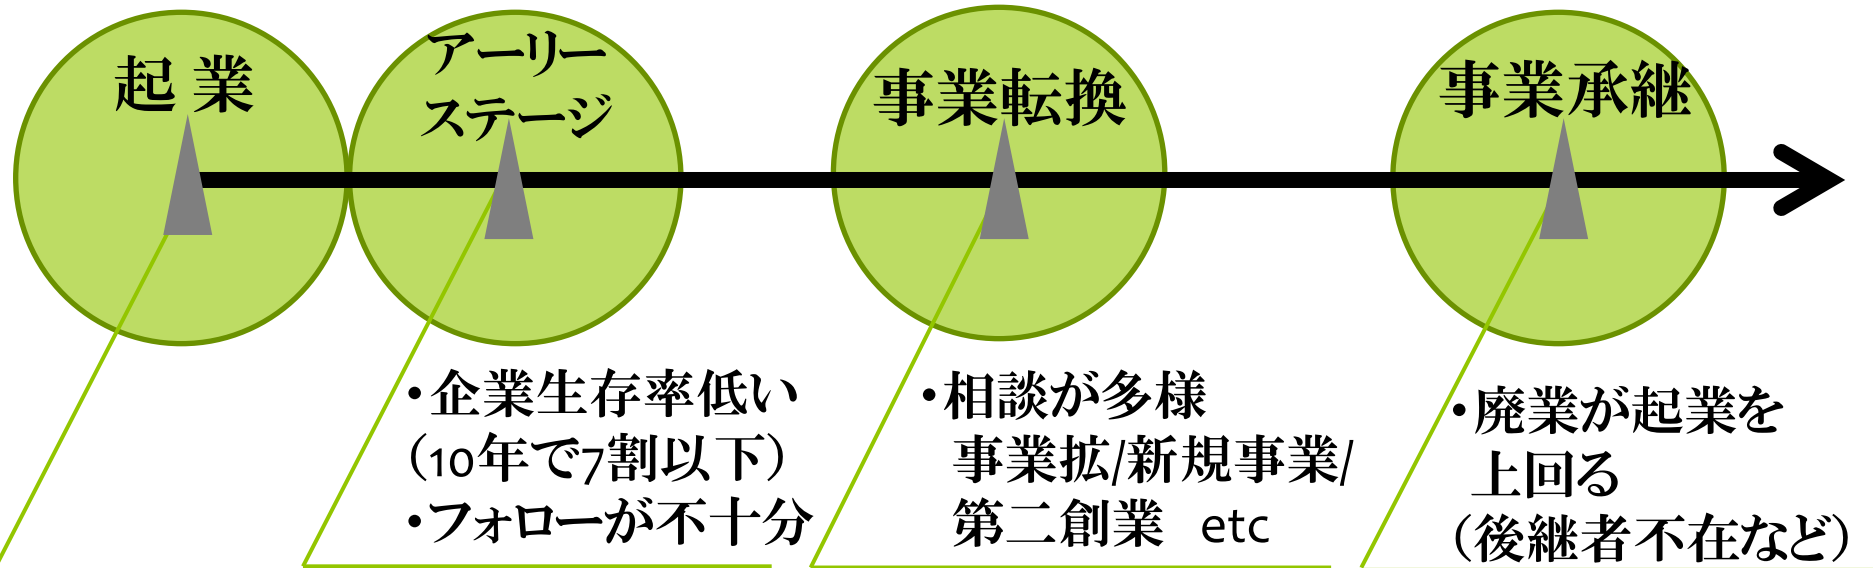 起 業
アーリー
ステージ
事業転換
事業承継
・企業生存率低い
（10年で7割以下）
・フォローが不十分
・相談が多様
事業拡/新規事業/
第二創業 etc
・廃業が起業を
上回る
（後継者不在など）